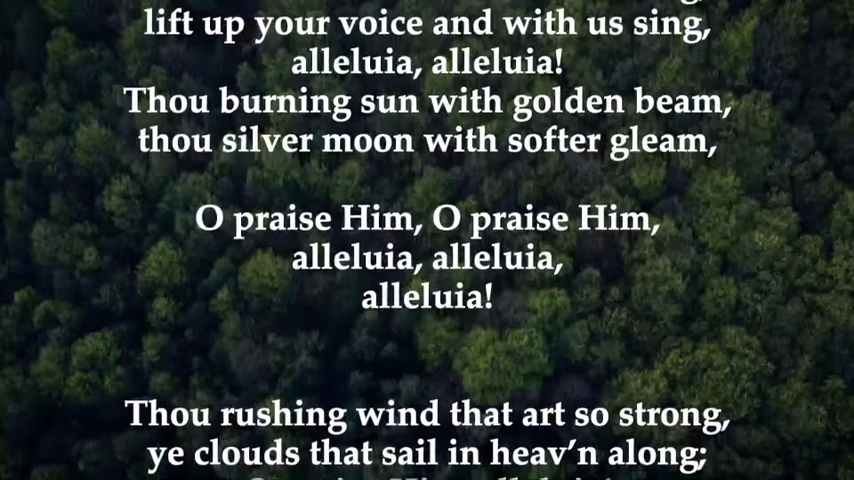 lift up your voice and with us sing,
alleluia, alleluia!
Thou burning sun with golden beam,
thou silver moon with softer gleam,
O praise Him, O praise Him,
alleluia, alleluia,
alleluia!
Thou rushing wind that art so strong,
ye clouds that sail in heav’n along;